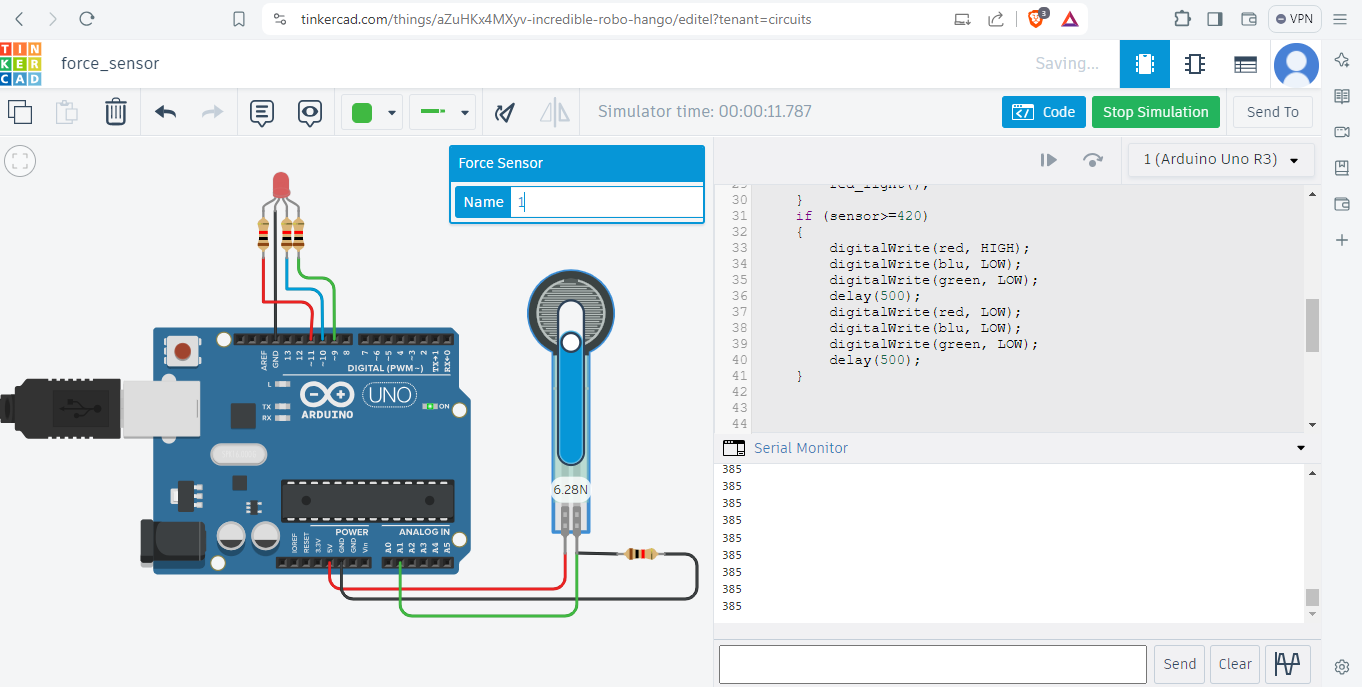 tinkercad.com/things/aZuHKx4MXyv-incredible-robo-hango/editel?tenant=circuits
3
VPN
TIN
KER
CAD
force_sensor
Saving...
Simulator time: 00:00:11.787
Code
Stop Simulation
Send To
Force Sensor
Name 1
1 (Arduino Uno R3)
29 red_light();
30 }
31 if (sensor>=420)
32 {
33 digitalWrite(red, HIGH);
34 digitalWrite(blu, LOW);
35 digitalWrite(green, LOW);
36 delay(500);
37 digitalWrite(red, LOW);
38 digitalWrite(blu, LOW);
39 digitalWrite(green, LOW);
40 delay(500);
41 }
42
43
44
AREF
GND
13
12
~11
~10
~9
8
7
~6
~5
4
~3
2
TX→1
RX←0
DIGITAL (PWM~)
L
TX
RX
ARDUINO
UNO
ON
6.28N
POWER
ANALOG IN
IOREF
RESET
3.3V
5V
GND
GND
Vin
A0
A1
A2
A3
A4
A5
Serial Monitor
385
385
385
385
385
385
385
385
385
Send
Clear